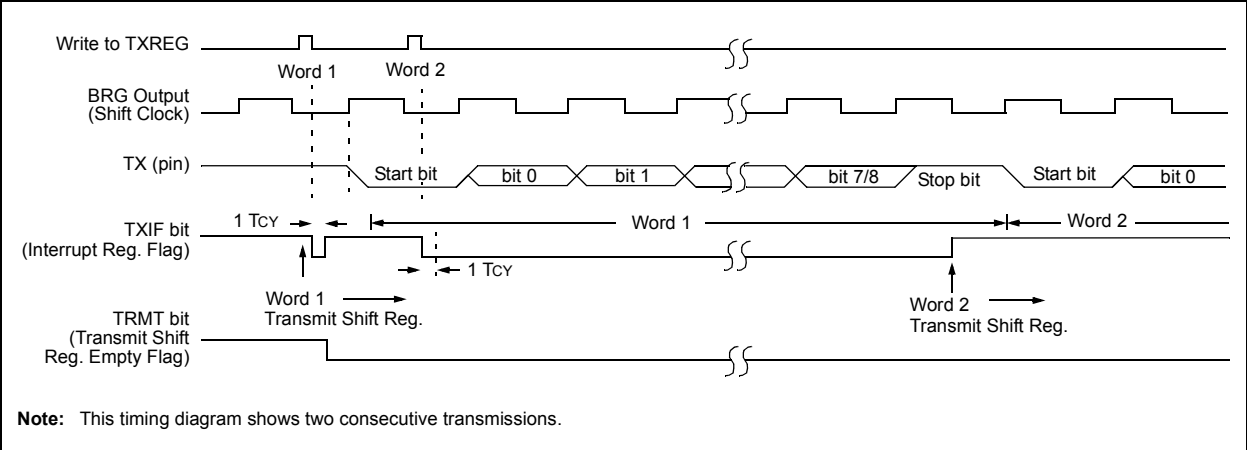 Write to TXREG
Word 1
Word 2
BRG Output
(Shift Clock)
TX (pin)
Start bit
bit 0
bit 1
bit 7/8
Stop bit
Start bit
bit 0
1 TCY
Word 1
Word 2
TXIF bit
(Interrupt Reg. Flag)
1 TCY
Word 1
Transmit Shift Reg.
Word 2
Transmit Shift Reg.
TRMT bit
(Transmit Shift
Reg. Empty Flag)
Note: This timing diagram shows two consecutive transmissions.